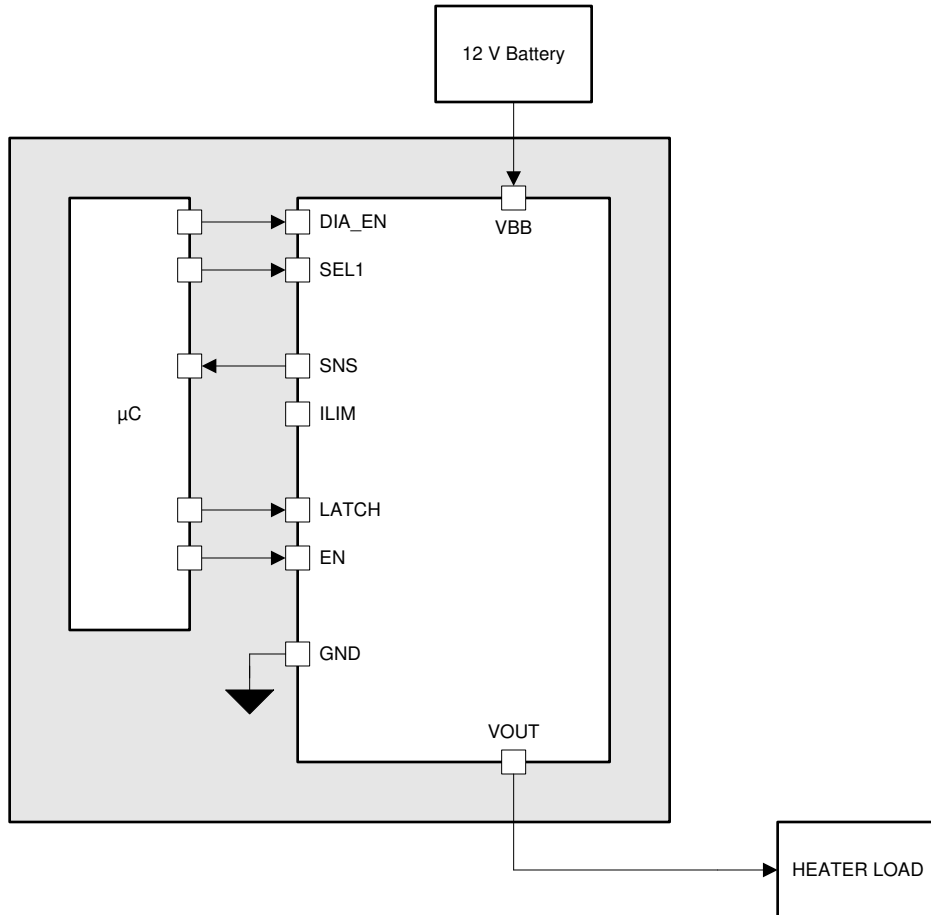 12 V Battery
VBB
DIA_EN
SEL1
SNS
ILIM
µC
LATCH
EN
GND
VOUT
HEATER LOAD